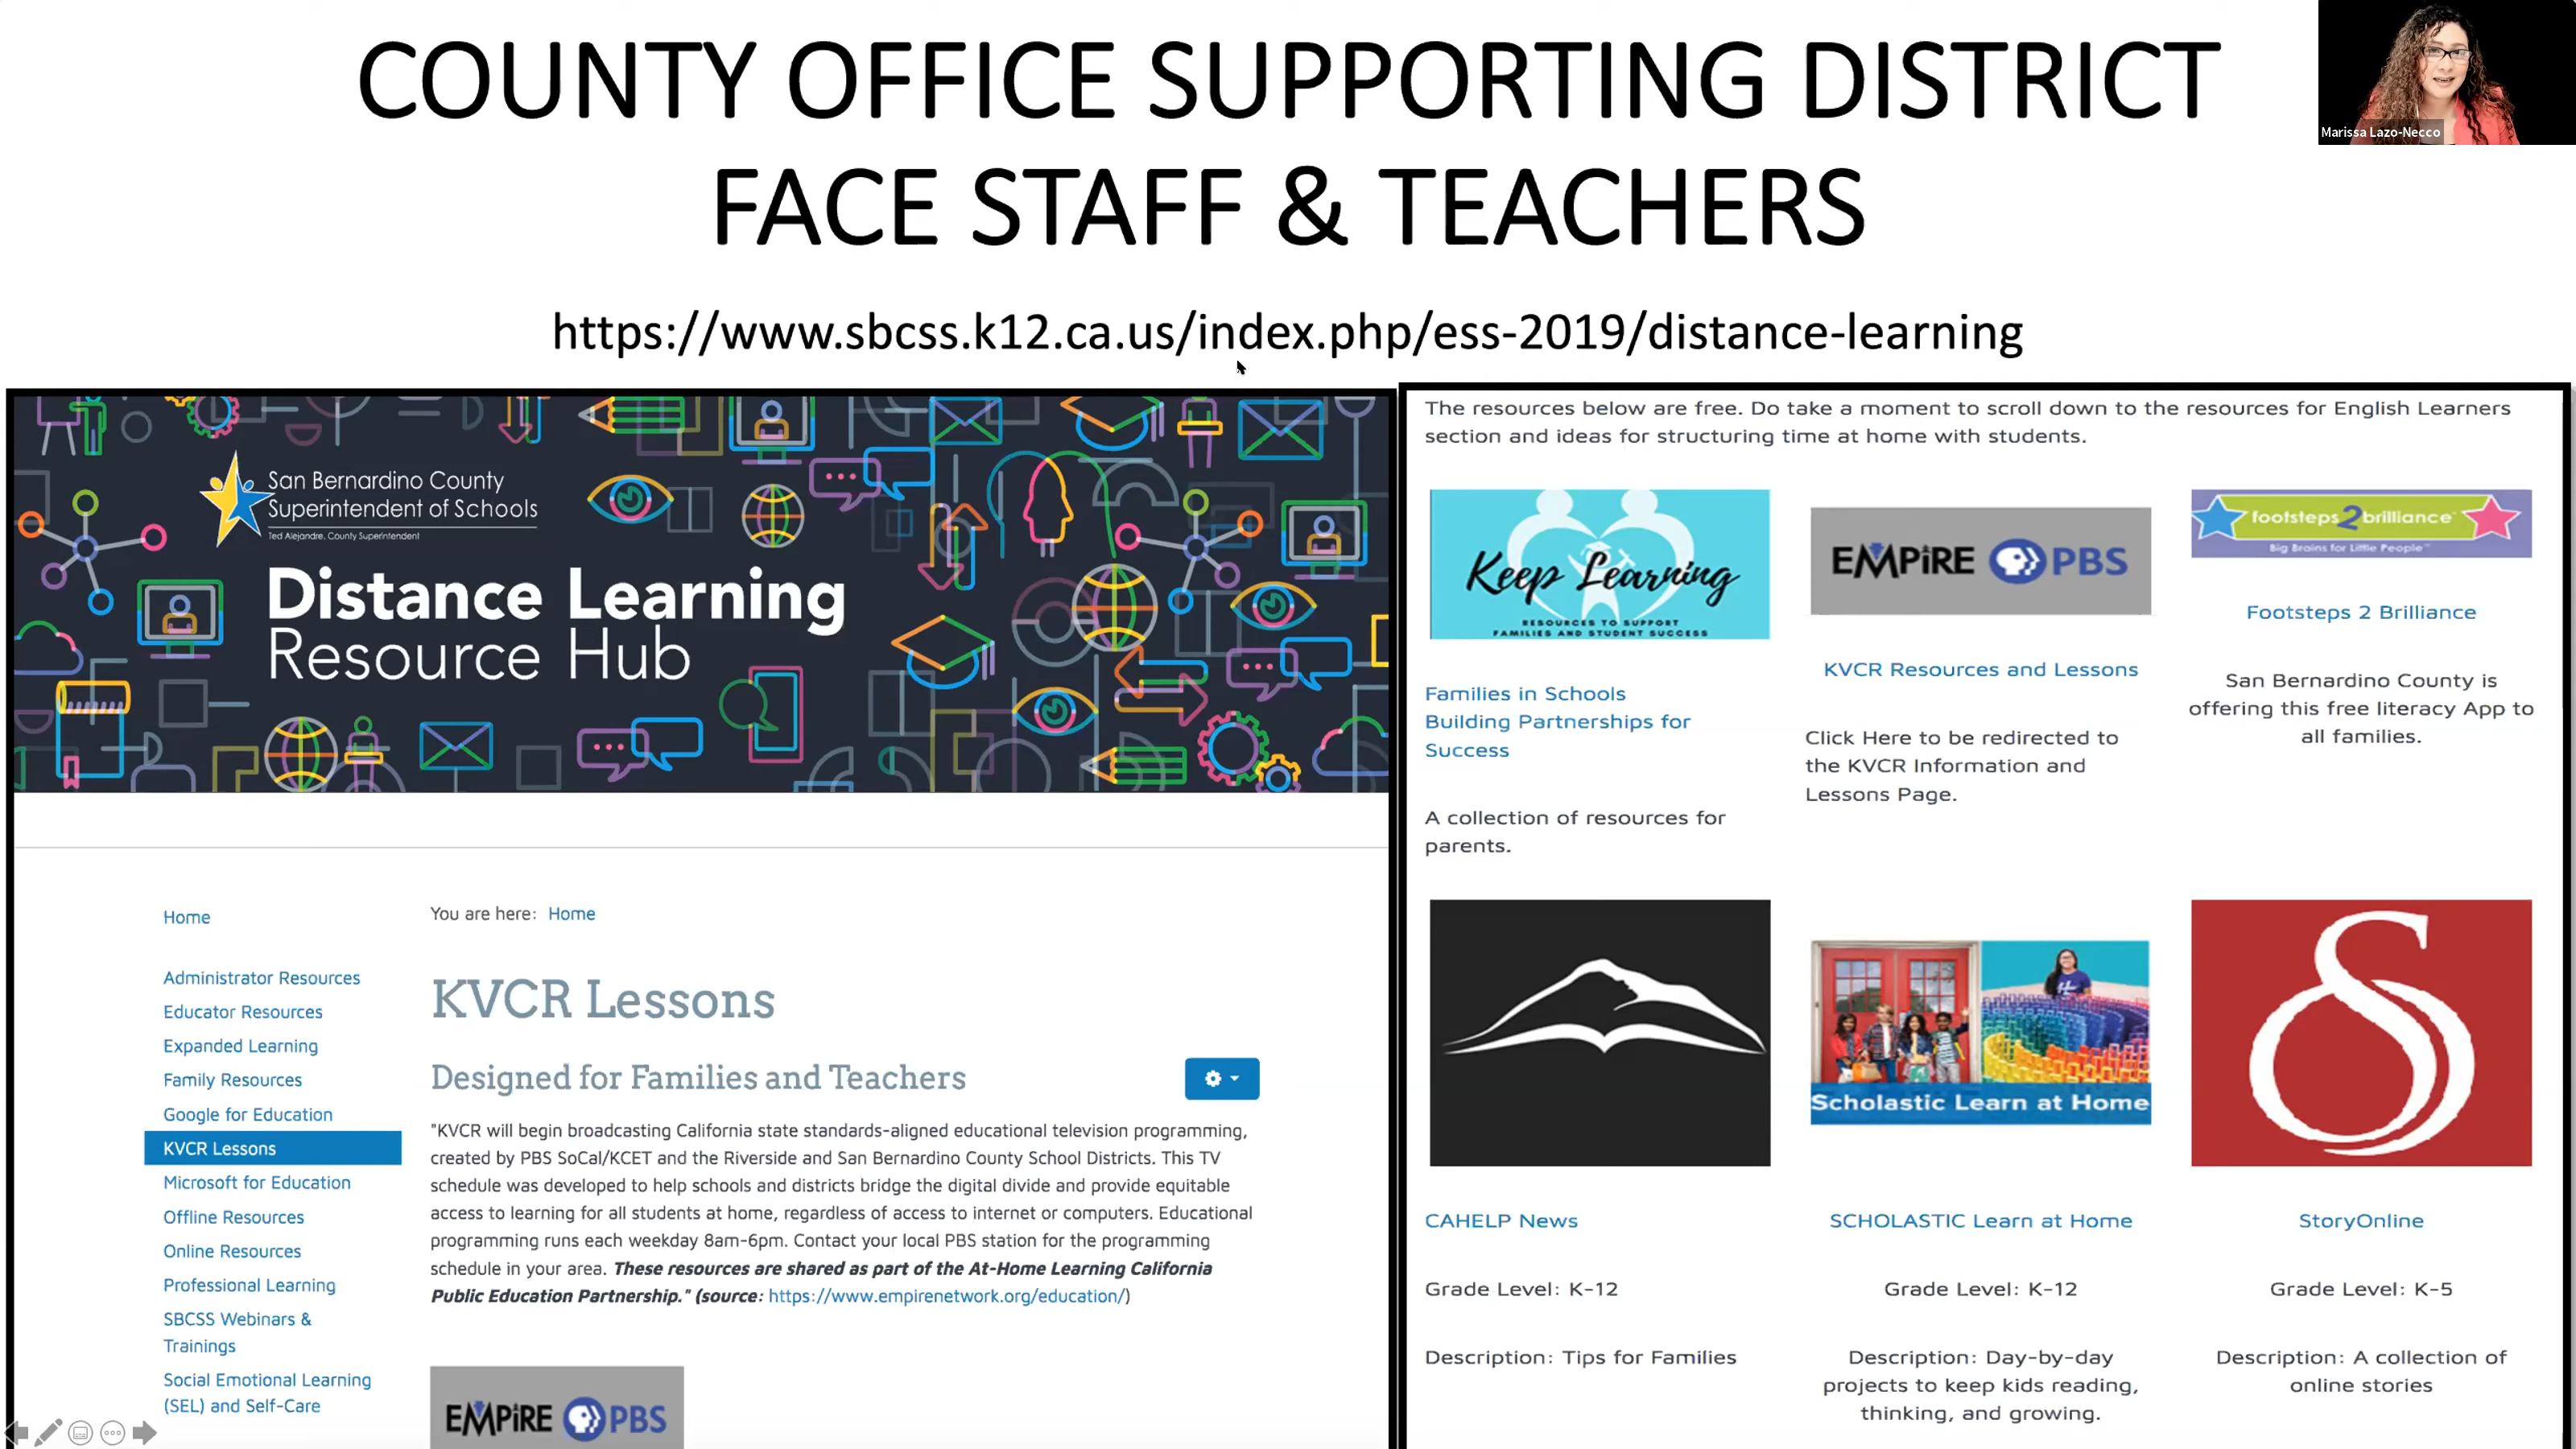 COUNTY OFFICE SUPPORTING DISTRICT
FACE STAFF & TEACHERS
Marissa Lazo-Necco
https://www.sbcss.k12.ca.us/index.php/ess-2019/distance-learning
San Bernardino County
Superintendent of Schools
Ted Alejandre, County Superintendent
Distance Learning
Resource Hub
Home
Administrator Resources
Educator Resources
Expanded Learning
Family Resources
Google for Education
KVCR Lessons
Microsoft for Education
Offline Resources
Online Resources
Professional Learning
SBCSS Webinars &
Trainings
Social Emotional Learning
(SEL) and Self-Care
You are here: Home
KVCR Lessons
Designed for Families and Teachers
"KVCR will begin broadcasting California state standards-aligned educational television programming,
created by PBS SoCal/KCET and the Riverside and San Bernardino County School Districts. This TV
schedule was developed to help schools and districts bridge the digital divide and provide equitable
access to learning for all students at home, regardless of access to internet or computers. Educational
programming runs each weekday 8am-6pm. Contact your local PBS station for the programming
schedule in your area. These resources are shared as part of the At-Home Learning California
Public Education Partnership." (source: https://www.empirenetwork.org/education/)
EMPiRE PBS
The resources below are free. Do take a moment to scroll down to the resources for English Learners
section and ideas for structuring time at home with students.
Keep Learning
RESOURCES TO SUPPORT
FAMILIES AND STUDENT SUCCESS
Families in Schools
Building Partnerships for
Success
A collection of resources for
parents.
EMPiRE PBS
KVCR Resources and Lessons
Click Here to be redirected to
the KVCR Information and
Lessons Page.
footsteps2brilliance™
Big Brains for Little People™
Footsteps 2 Brilliance
San Bernardino County is
offering this free literacy App to
all families.
CAHELP News
Grade Level: K-12
Description: Tips for Families
Scholastic Learn at Home
SCHOLASTIC Learn at Home
Grade Level: K-12
Description: Day-by-day
projects to keep kids reading,
thinking, and growing.
S
StoryOnline
Grade Level: K-5
Description: A collection of
online stories